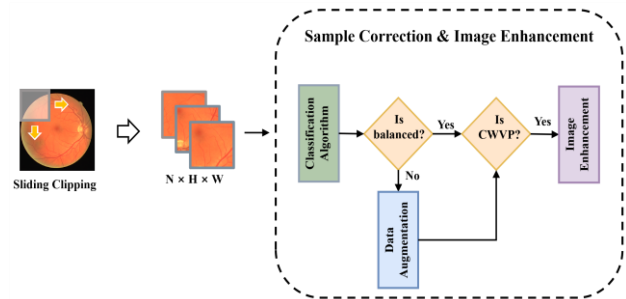 Sample Correction & Image Enhancement
Sliding Clipping
N × H × W
Classification
Algorithm
Is
balanced?
Yes
No
Data
Augmentation
Is
CWVP?
Yes
Image
Enhancement